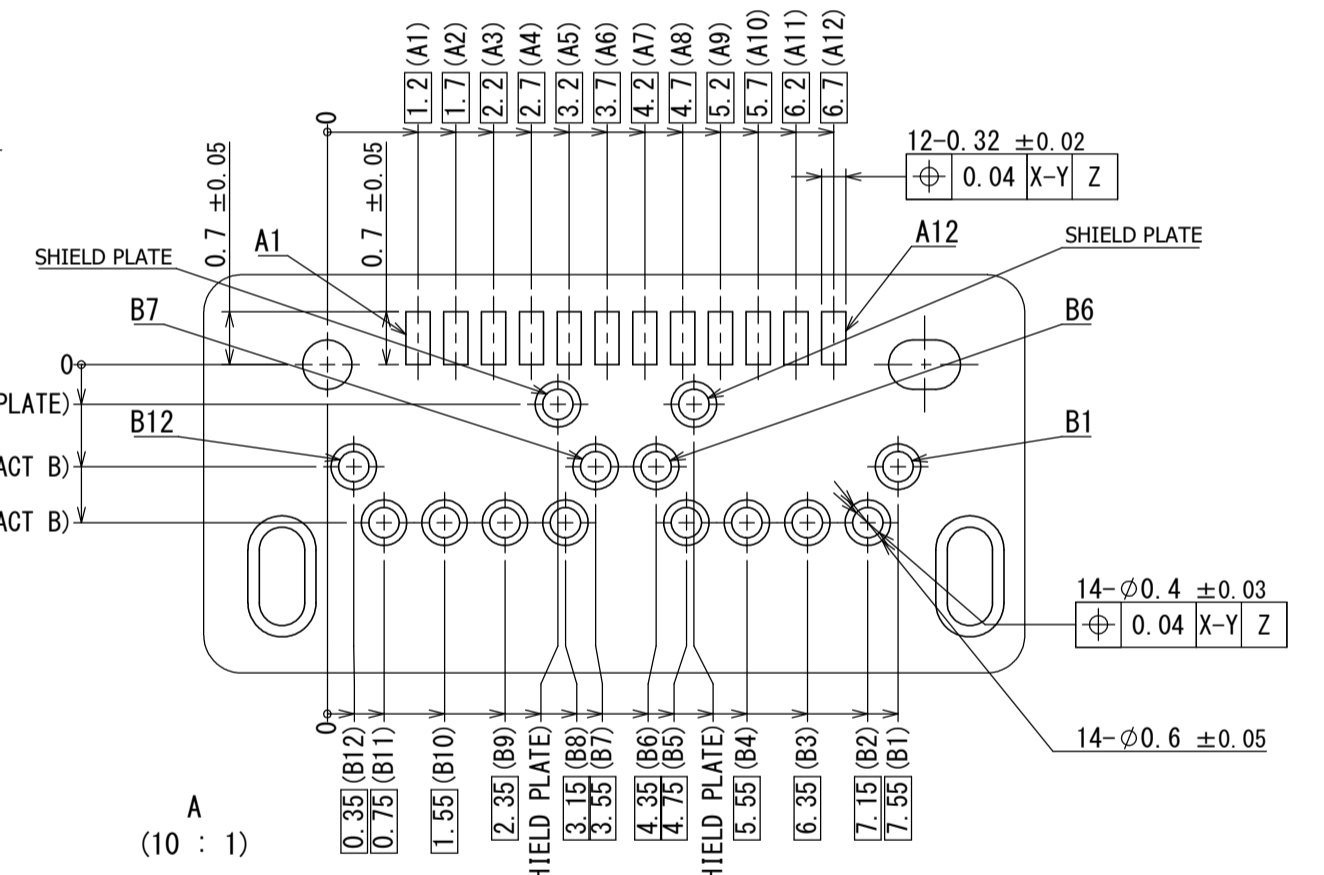 1.2 (A1)
1.7 (A2)
2.2 (A3)
2.7 (A4)
3.2 (A5)
3.7 (A6)
4.2 (A7)
4.7 (A8)
5.2 (A9)
5.7 (A10)
6.2 (A11)
6.7 (A12)
0
0.7 ±0.05
0.7 ±0.05
12-0.32 ±0.02
⌖ 0.04 X-Y Z
SHIELD PLATE
A1
A12
SHIELD PLATE
B7
B6
0
PLATE)
B12
B1
ACT B)
ACT B)
14-∅0.4 ±0.03
⌖ 0.04 X-Y Z
14-∅0.6 ±0.05
0
0.35 (B12)
0.75 (B11)
1.55 (B10)
2.35 (B9)
HIELD PLATE)
3.15 (B8)
3.55 (B7)
4.35 (B6)
4.75 (B5)
HIELD PLATE)
5.55 (B4)
6.35 (B3)
7.15 (B2)
7.55 (B1)
A
(10 : 1)